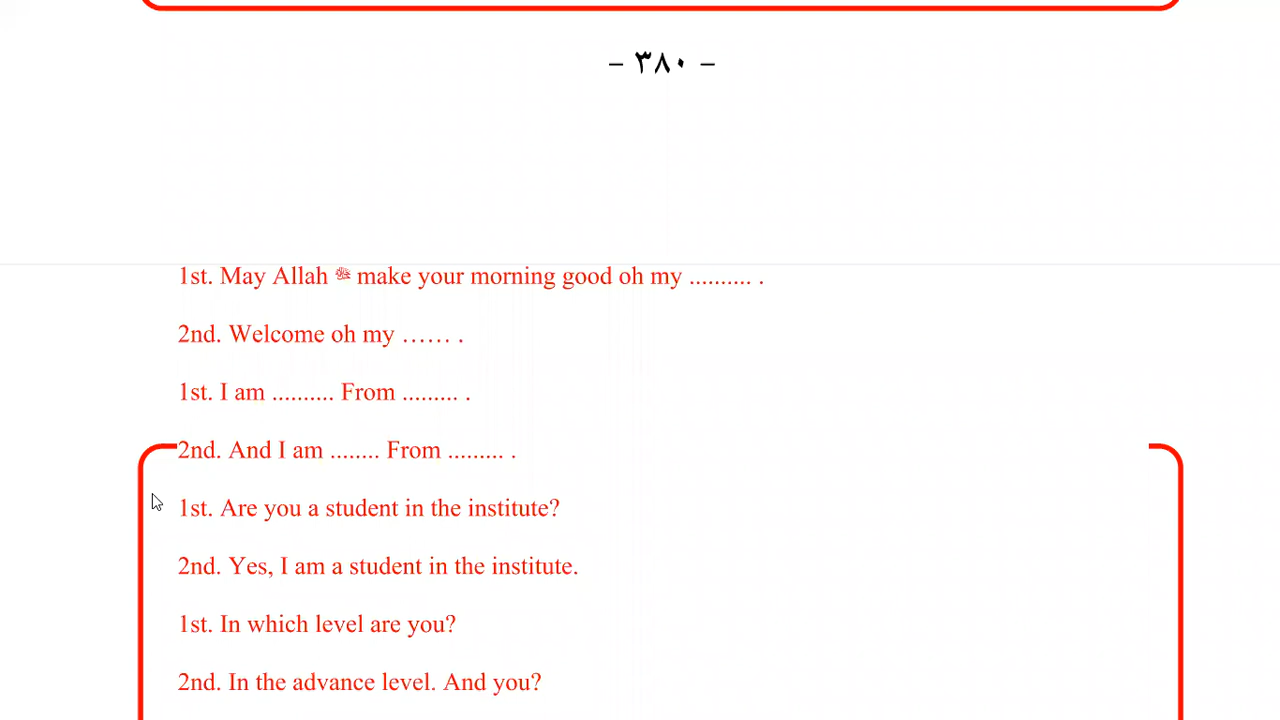 – ٣٨٠ –
1st. May Allah ﷻ make your morning good oh my .......... .
2nd. Welcome oh my …… .
1st. I am .......... From ......... .
2nd. And I am ........ From ......... .
1st. Are you a student in the institute?
2nd. Yes, I am a student in the institute.
1st. In which level are you?
2nd. In the advance level. And you?